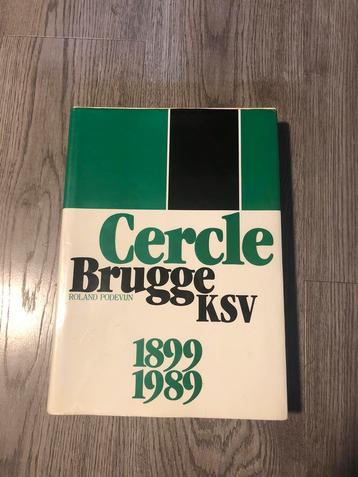 Cercle
Brugge
ROLAND PODEVIJN
KSV
1899
1989